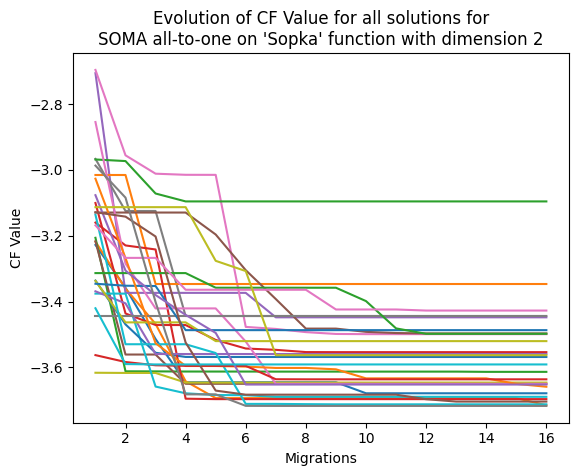 Evolution of CF Value for all solutions for
SOMA all-to-one on 'Sopka' function with dimension 2
CF Value
−2.8
−3.0
−3.2
−3.4
−3.6
2 4 6 8 10 12 14 16
Migrations